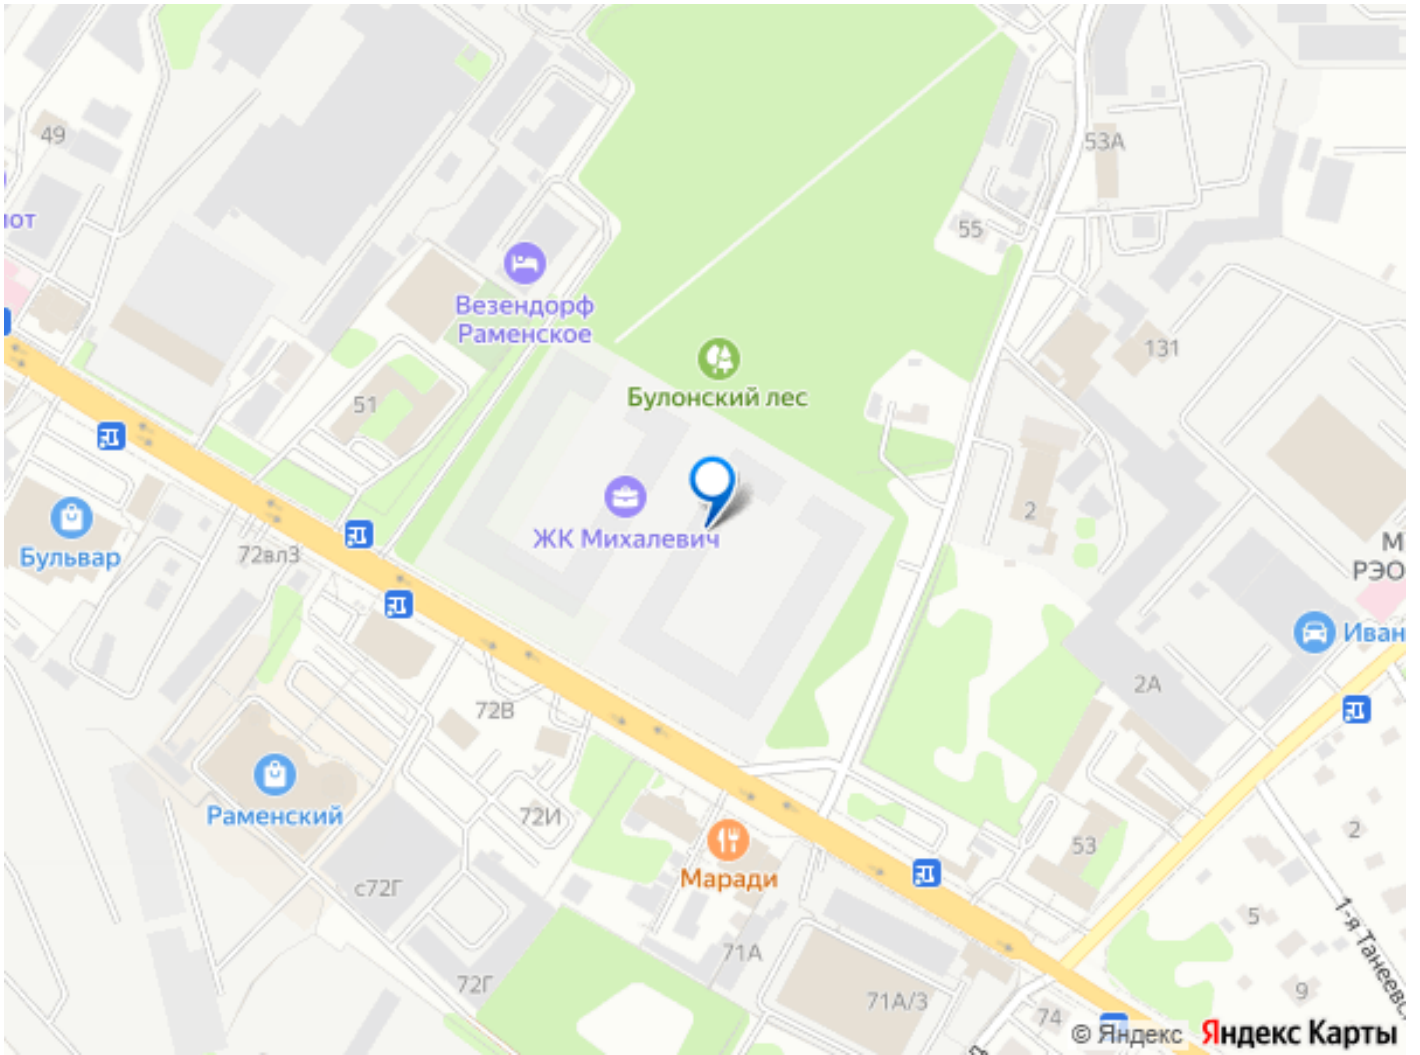 49
53А
55
Везендорф
Раменское
131
Булонский лес
51
2
ЖК Михалевич
Бульвар
72вл3
РЭО
Иван
2А
72В
Раменский
72И
2
53
Маради
с72Г
5
1-я Танеевс
71А
72Г
71А/3
9
74
© Яндекс
Яндекс Карты